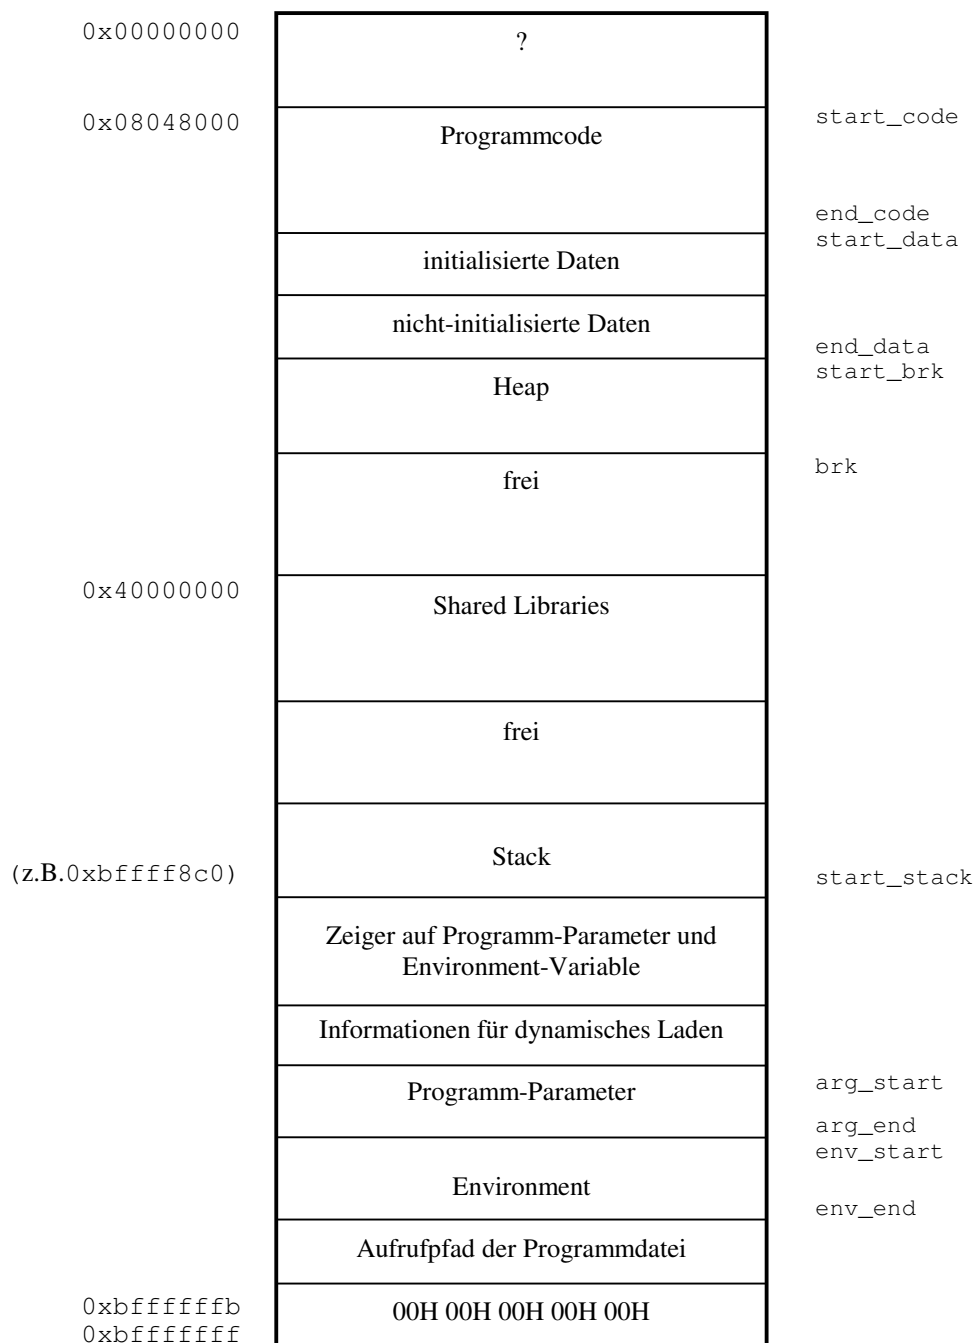 0x00000000
?
0x08048000
start_code
Programmcode
end_code
start_data
initialisierte Daten
nicht-initialisierte Daten
end_data
start_brk
Heap
brk
frei
0x40000000
Shared Libraries
frei
Stack
(z.B.0xbffff8c0)
start_stack
Zeiger auf Programm-Parameter und
Environment-Variable
Informationen für dynamisches Laden
arg_start
Programm-Parameter
arg_end
env_start
Environment
env_end
Aufrufpfad der Programmdatei
0xbffffffb
00H 00H 00H 00H 00H
0xbfffffff